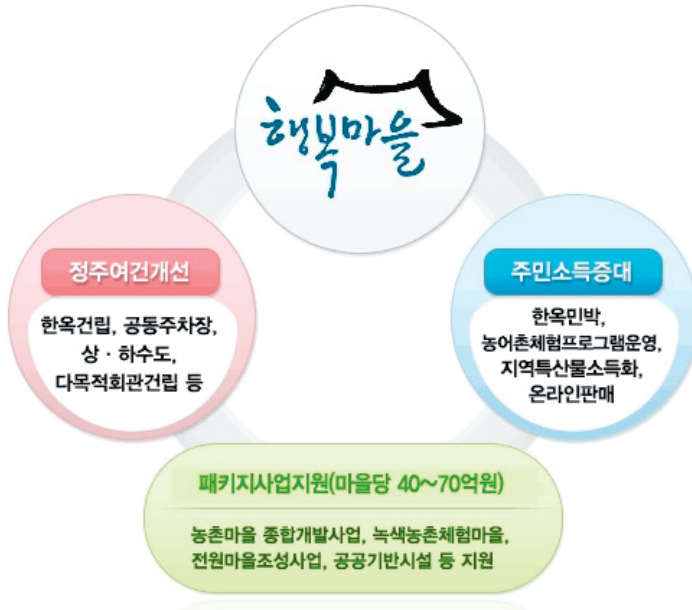 행복마을
정주여건개선
한옥건립, 공동주차장,
상 · 하수도,
다목적회관건립 등
주민소득증대
한옥민박,
농어촌체험프로그램운영,
지역특산물소득화,
온라인판매
패키지사업지원(마을당 40~70억원)
농촌마을 종합개발사업, 녹색농촌체험마을,
전원마을조성사업, 공공기반시설 등 지원